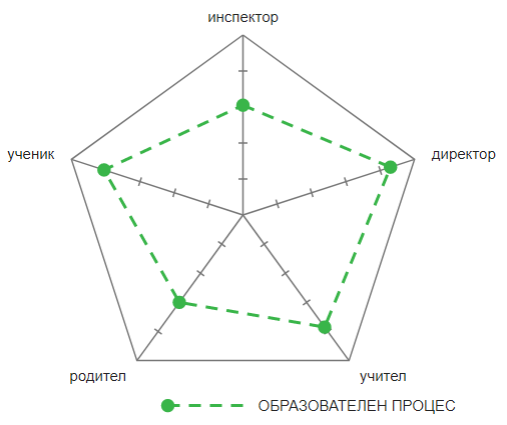 инспектор
ученик
директор
родител
учител
ОБРАЗОВАТЕЛЕН ПРОЦЕС